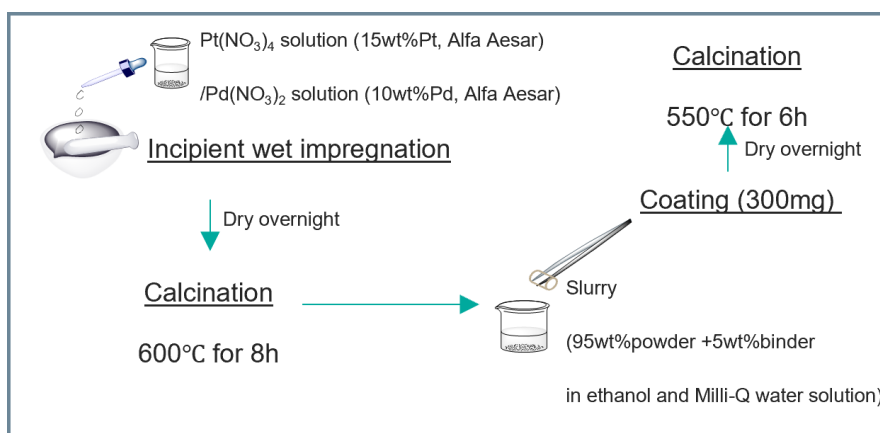 Pt(NO₃)₄ solution (15wt%Pt, Alfa Aesar)
/Pd(NO₃)₂ solution (10wt%Pd, Alfa Aesar)
Incipient wet impregnation
Dry overnight
Calcination
600℃ for 8h
Slurry
(95wt%powder +5wt%binder
in ethanol and Milli-Q water solution)
Coating (300mg)
Dry overnight
Calcination
550℃ for 6h